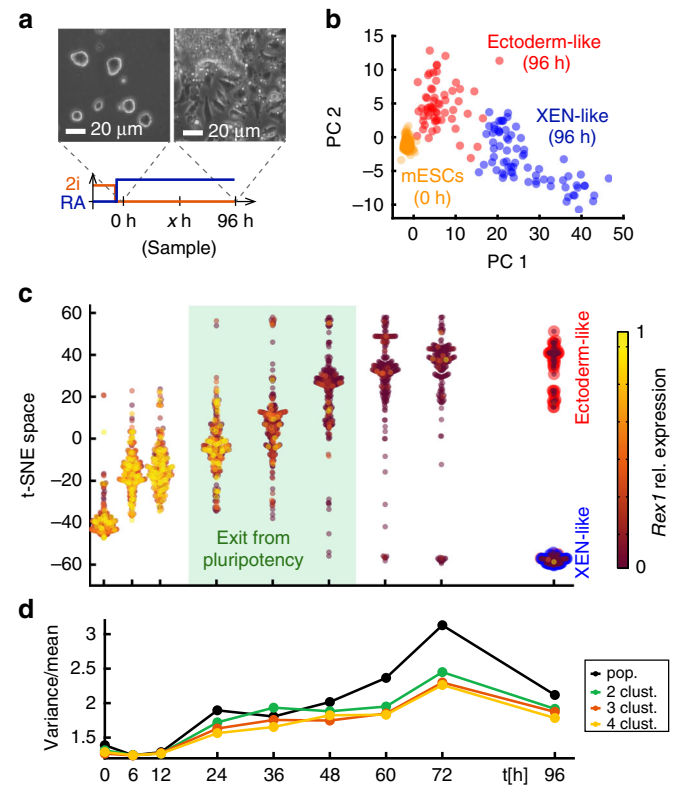 a
20 µm
20 µm
2i
RA
0 h
x h
96 h
(Sample)
b
15
10
5
0
−5
−10
PC 2
Ectoderm-like
(96 h)
XEN-like
(96 h)
mESCs
(0 h)
0
10
20
30
40
50
PC 1
c
60
40
20
0
−20
−40
−60
t-SNE space
Exit from
pluripotency
Ectoderm-like
XEN-like
1
0
Rex1 rel. expression
d
3
2.5
2
1.5
Variance/mean
0
6
12
24
36
48
60
72
t[h]
96
pop.
2 clust.
3 clust.
4 clust.